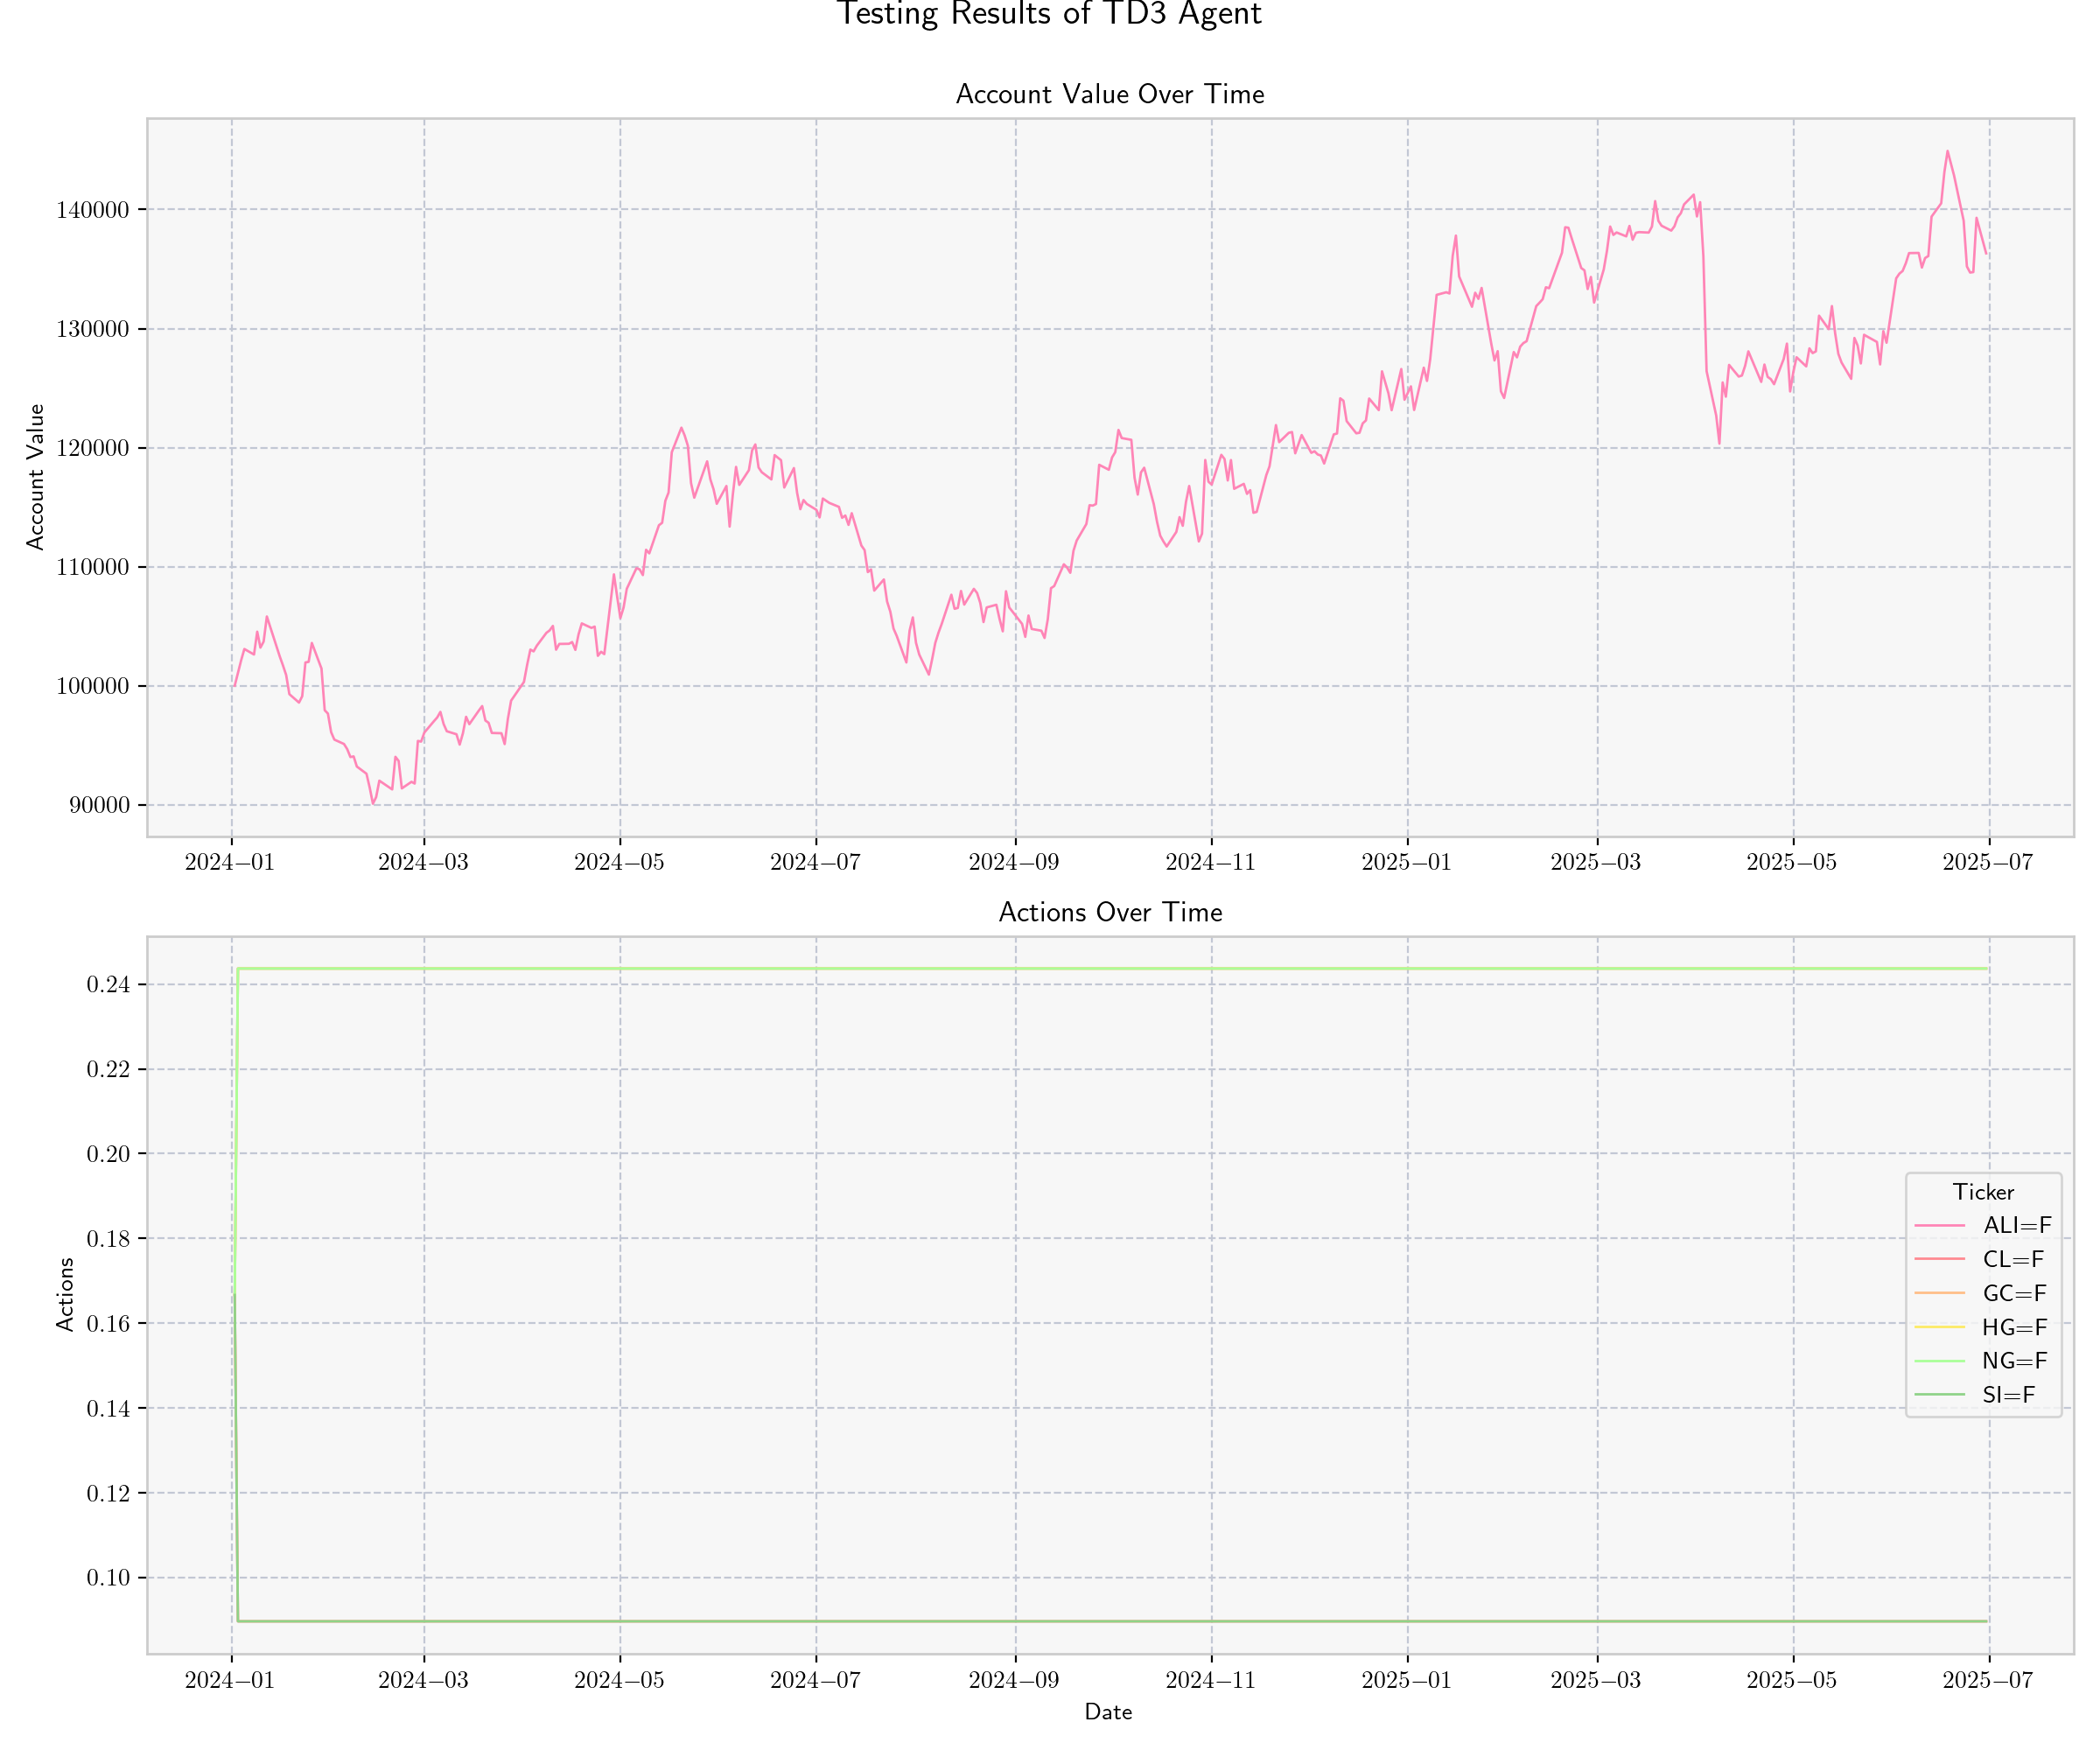 Testing Results of TD3 Agent
Account Value Over Time
Account Value
140000
130000
120000
110000
100000
90000
2024−01
2024−03
2024−05
2024−07
2024−09
2024−11
2025−01
2025−03
2025−05
2025−07
Actions Over Time
Actions
0.24
0.22
0.20
0.18
0.16
0.14
0.12
0.10
Ticker
ALI=F
CL=F
GC=F
HG=F
NG=F
SI=F
2024−01
2024−03
2024−05
2024−07
2024−09
2024−11
2025−01
2025−03
2025−05
2025−07
Date